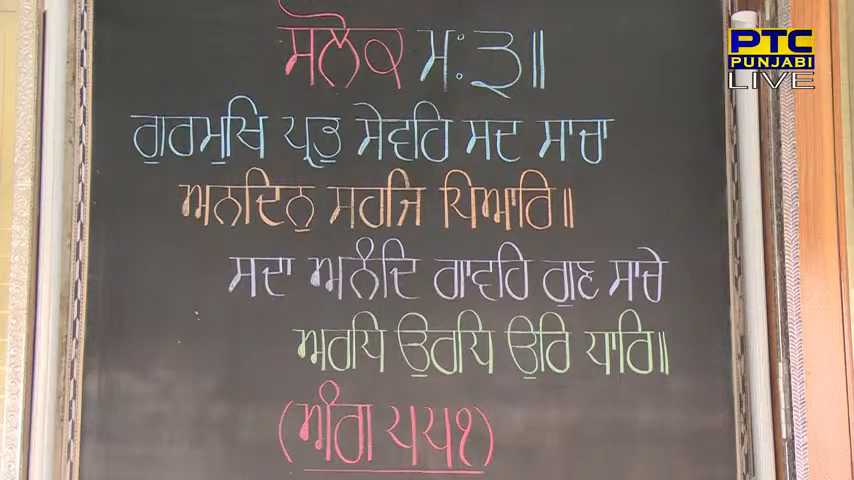 ਸਲੋਕ ਮਃ ੩॥
ਗੁਰਮੁਖਿ ਪ੍ਰਭੁ ਸੇਵਹਿ ਸਦ ਸਾਚਾ
ਅਨਦਿਨੁ ਸਹਜਿ ਪਿਆਰਿ॥
ਸਦਾ ਅਨੰਦਿ ਗਾਵਹਿ ਗੁਣ ਸਾਚੇ
ਅਰਧਿ ਉਰਧਿ ਉਰਿ ਧਾਰਿ॥
(ਅੰਗ ੫੫੧)
PTC
PUNJABI
LIVE